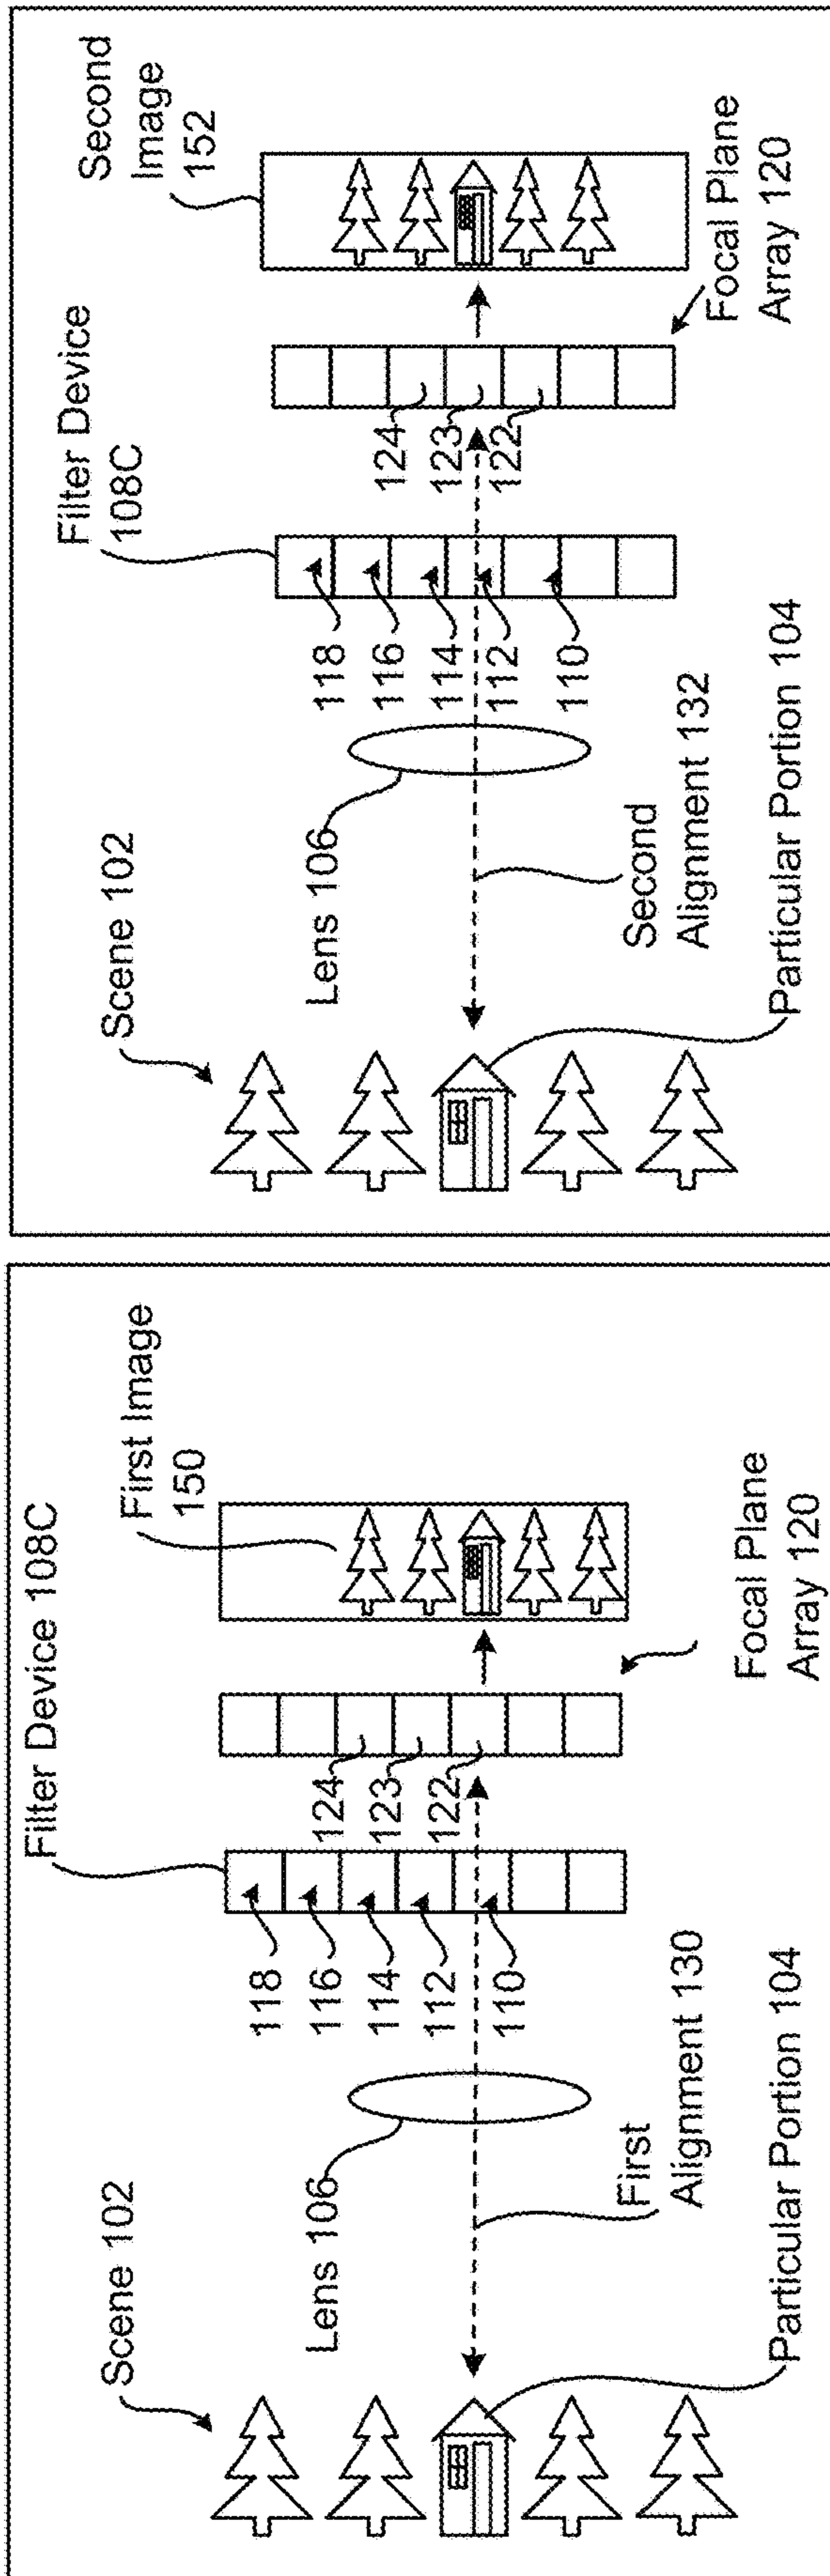 Scene 102
Lens 106
Filter Device 108C
118
116
114
112
110
124
123
122
First Image
150
First
Alignment 130
Particular Portion 104
Focal Plane
Array 120
Scene 102
Lens 106
Filter Device
108C
118
116
114
112
110
124
123
122
Second
Image
152
Second
Alignment 132
Particular Portion 104
Focal Plane
Array 120